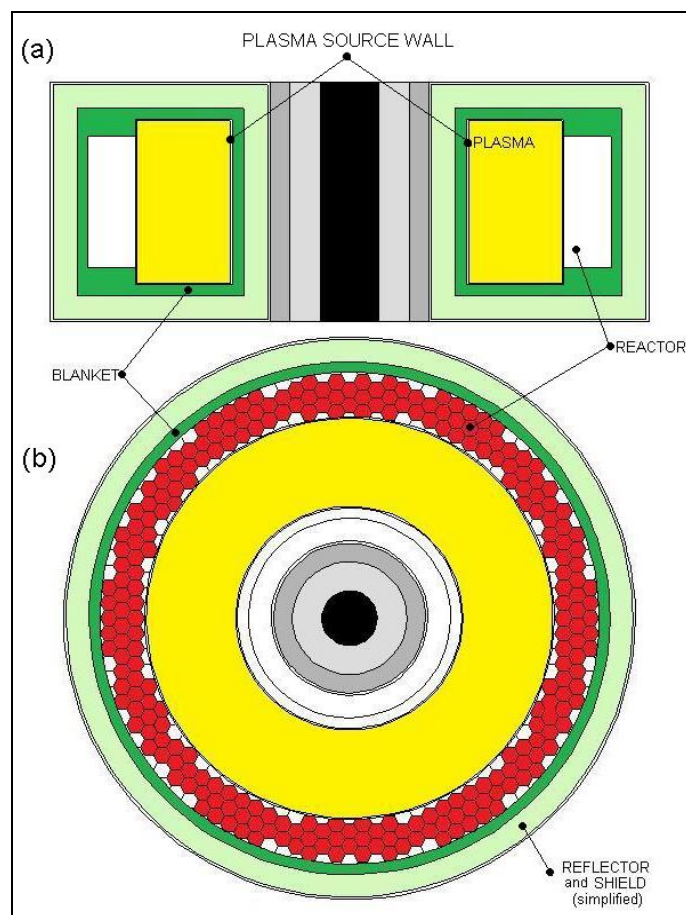 (a)
PLASMA SOURCE WALL
PLASMA
REACTOR
BLANKET
(b)
REFLECTOR
and SHIELD
(simplified)